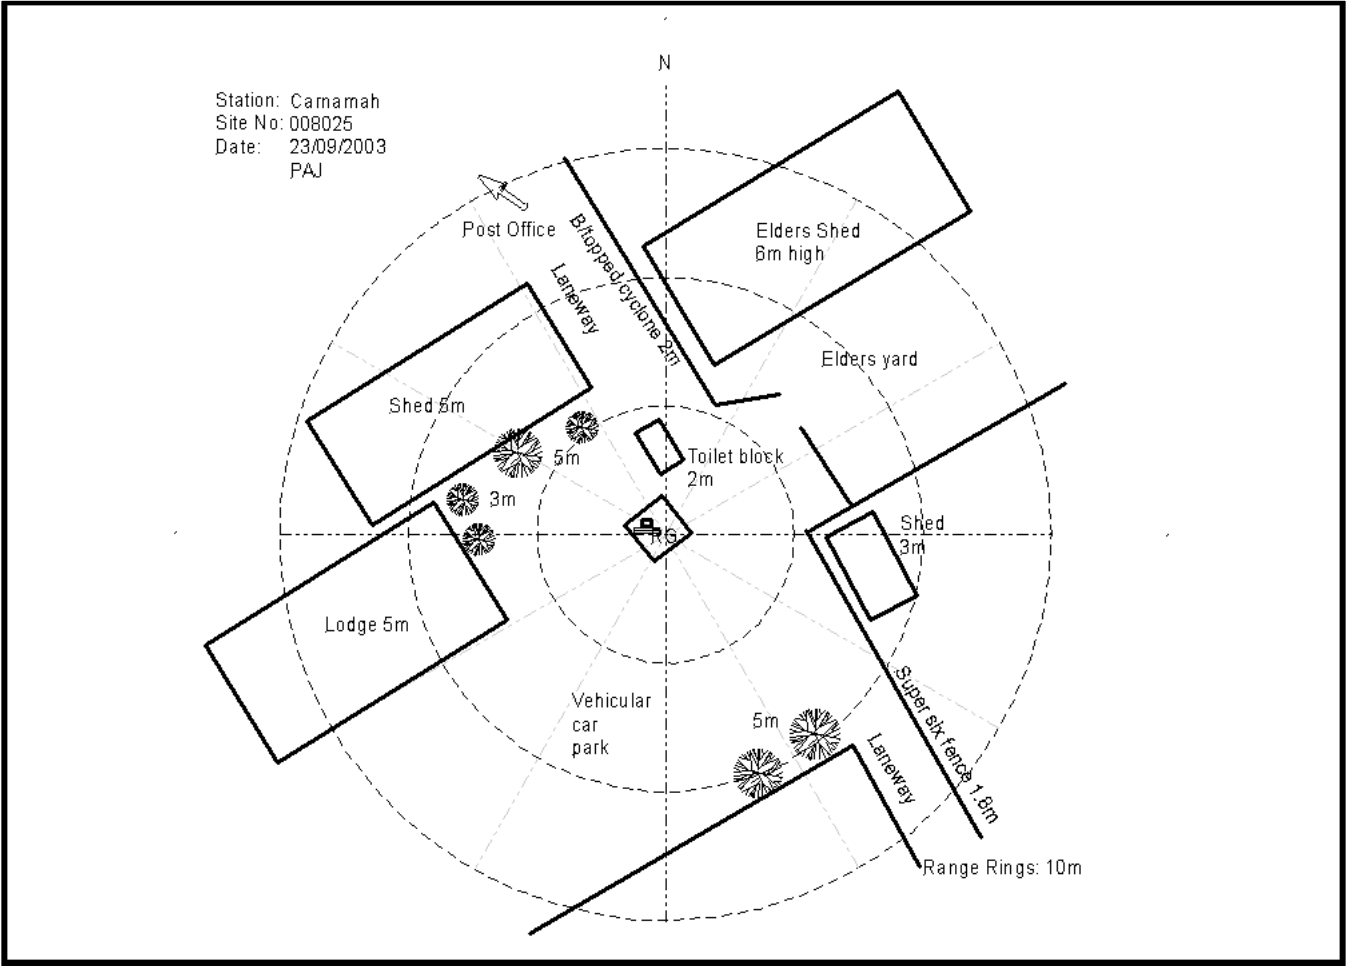 N
Station: Carnamah
Site No: 008025
Date: 23/09/2003
PAJ
Post Office
B/topped/cyclone 2m
Elders Shed
6m high
Laneway
Elders yard
Shed 5m
5m
Toilet block
2m
3m
Shed
3m
RG
Lodge 5m
Vehicular
car
park
5m
Super six fence 1.8m
Laneway
Range Rings: 10m